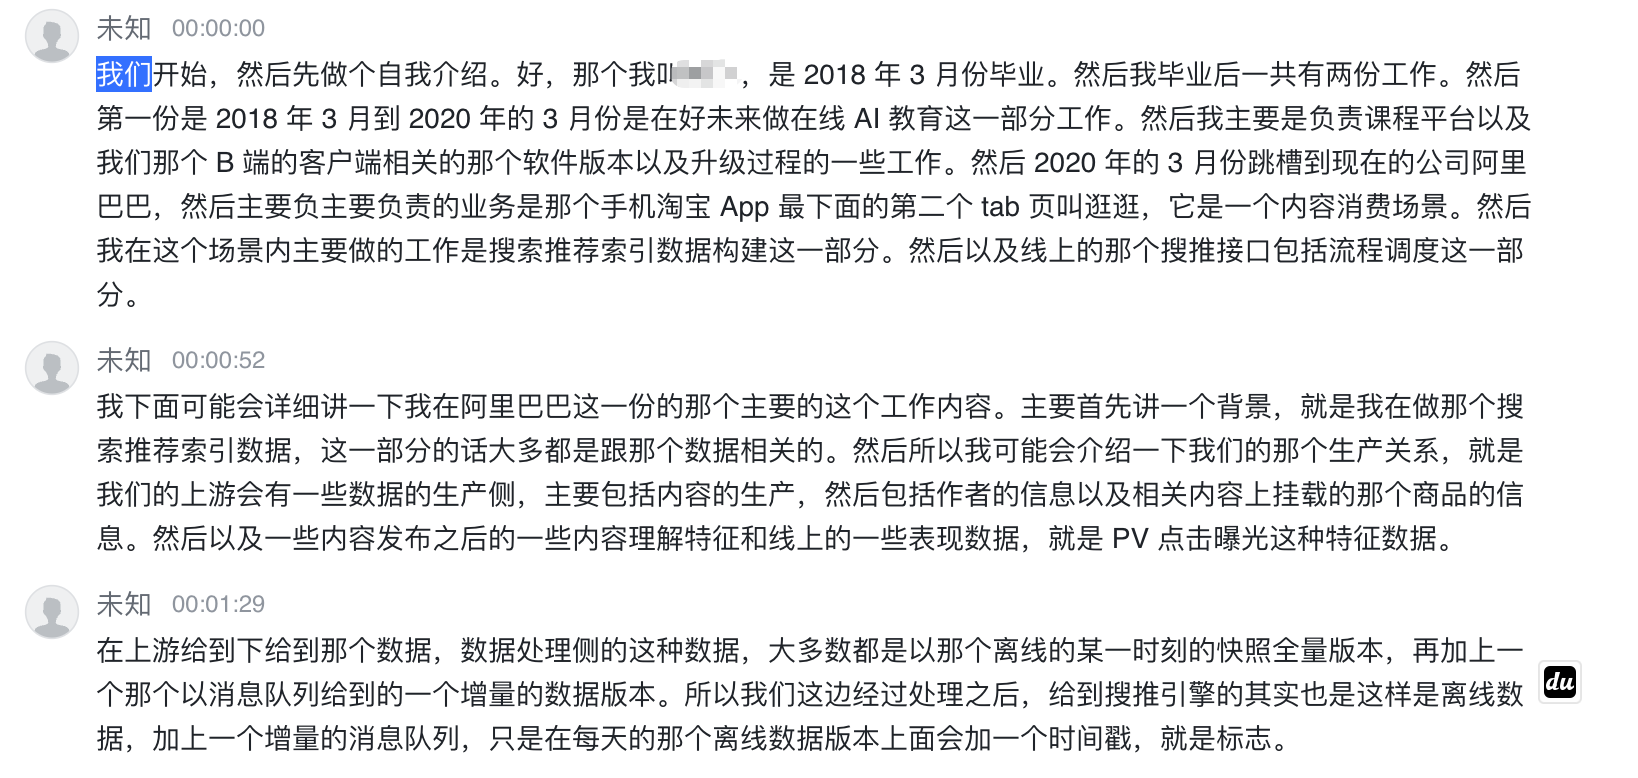 未知 00:00:00
我们开始，然后先做个自我介绍。好，那个我叫，是 2018 年 3 月份毕业。然后我毕业后一共有两份工作。然后
第一份是 2018 年 3 月到 2020 年的 3 月份是在好未来做在线 AI 教育这一部分工作。然后我主要是负责课程平台以及
我们那个 B 端的客户端相关的那个软件版本以及升级过程的一些工作。然后 2020 年的 3 月份跳槽到现在的公司阿里
巴巴，然后主要负主要负责的业务是那个手机淘宝 App 最下面的第二个 tab 页叫逛逛，它是一个内容消费场景。然后
我在这个场景内主要做的工作是搜索推荐索引数据构建这一部分。然后以及线上的那个搜推接口包括流程调度这一部
分。
未知 00:00:52
我下面可能会详细讲一下我在阿里巴巴这一份的那个主要的这个工作内容。主要首先讲一个背景，就是我在做那个搜
索推荐索引数据，这一部分的话大多都是跟那个数据相关的。然后所以我可能会介绍一下我们的那个生产关系，就是
我们的上游会有一些数据的生产侧，主要包括内容的生产，然后包括作者的信息以及相关内容上挂载的那个商品的信
息。然后以及一些内容发布之后的一些内容理解特征和线上的一些表现数据，就是 PV 点击曝光这种特征数据。
未知 00:01:29
在上游给到下给到那个数据，数据处理侧的这种数据，大多数都是以那个离线的某一时刻的快照全量版本，再加上一
个那个以消息队列给到的一个增量的数据版本。所以我们这边经过处理之后，给到搜推引擎的其实也是这样是离线数
据，加上一个增量的消息队列，只是在每天的那个离线数据版本上面会加一个时间戳，就是标志。
du